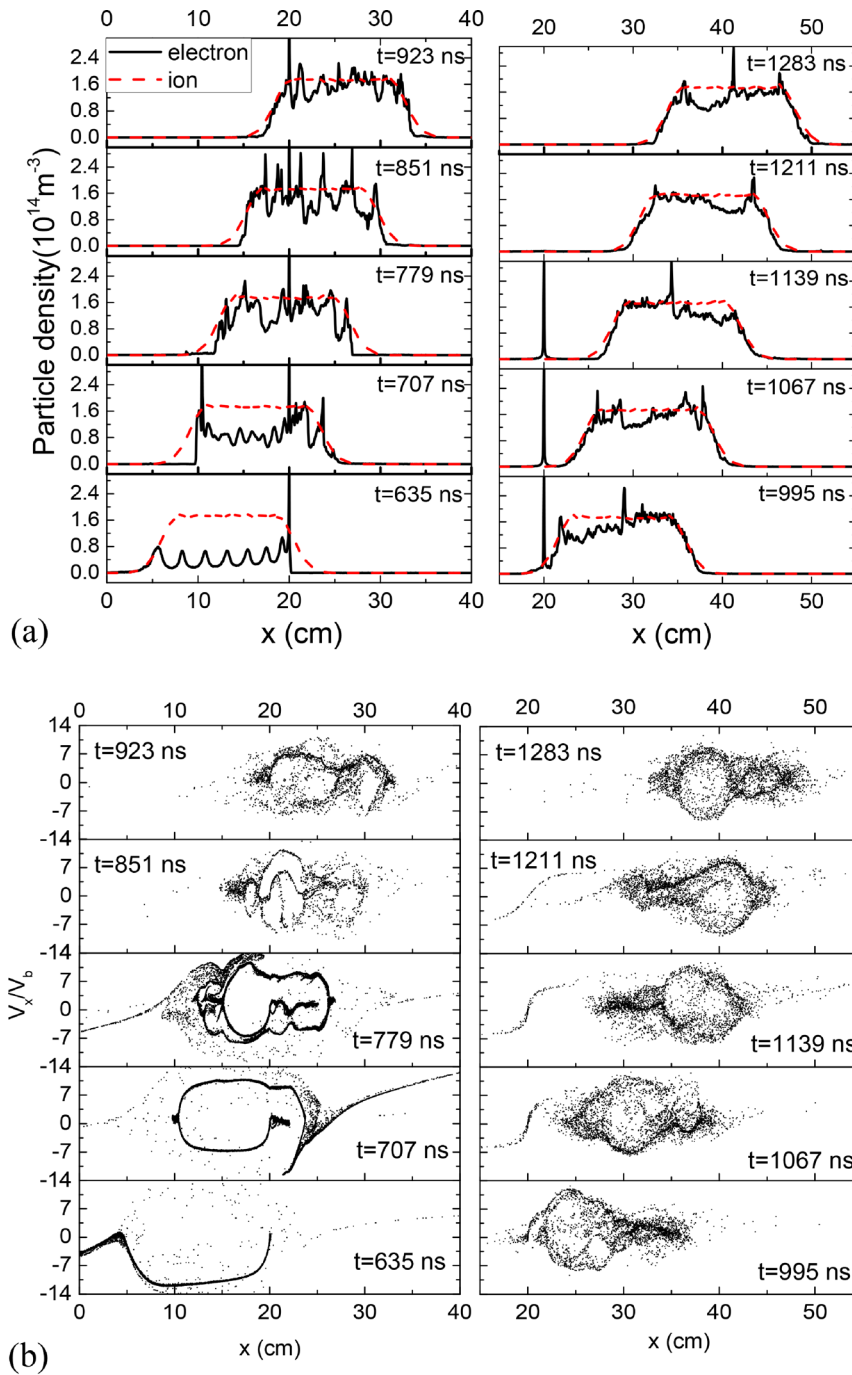 0 10 20 30 40
20 30 40 50
electron
ion
2.4
1.6
0.8
0.0
t=923 ns
t=1283 ns
2.4
1.6
0.8
0.0
t=851 ns
t=1211 ns
2.4
1.6
0.8
0.0
t=779 ns
t=1139 ns
2.4
1.6
0.8
0.0
t=707 ns
t=1067 ns
2.4
1.6
0.8
0.0
t=635 ns
t=995 ns
Particle density(10¹⁴m⁻³)
0 10 20 30 40
20 30 40 50
(a)
x (cm)
x (cm)
0 10 20 30 40
20 30 40 50
14
7
0
-7
-14
t=923 ns
t=1283 ns
7
0
-7
-14
t=851 ns
t=1211 ns
7
0
-7
-14
t=779 ns
t=1139 ns
7
0
-7
-14
t=707 ns
t=1067 ns
7
0
-7
-14
t=635 ns
t=995 ns
Vₓ/V_b
0 10 20 30 40
20 30 40 50
(b)
x (cm)
x (cm)